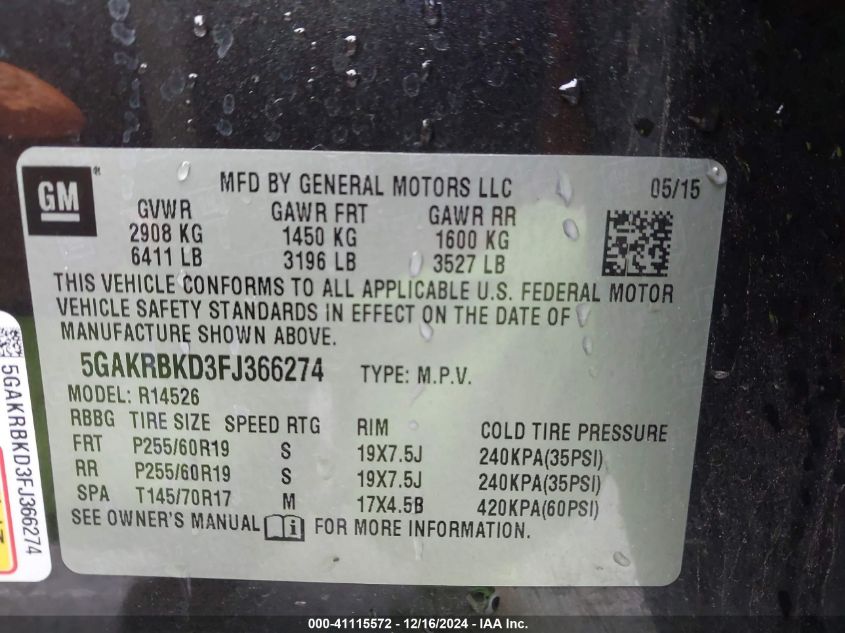 GM
MFD BY GENERAL MOTORS LLC 05/15
GVWR GAWR FRT GAWR RR
2908 KG 1450 KG 1600 KG
6411 LB 3196 LB 3527 LB
THIS VEHICLE CONFORMS TO ALL APPLICABLE U.S. FEDERAL MOTOR
VEHICLE SAFETY STANDARDS IN EFFECT ON THE DATE OF
MANUFACTURE SHOWN ABOVE.
5GAKRBKD3FJ366274 TYPE: M.P.V.
MODEL: R14526
RBBG TIRE SIZE SPEED RTG RIM COLD TIRE PRESSURE
FRT P255/60R19 S 19X7.5J 240KPA(35PSI)
RR P255/60R19 S 19X7.5J 240KPA(35PSI)
SPA T145/70R17 M 17X4.5B 420KPA(60PSI)
SEE OWNER'S MANUAL FOR MORE INFORMATION.
5GAKRBKD3FJ366274
000-41115572 - 12/16/2024 - IAA Inc.